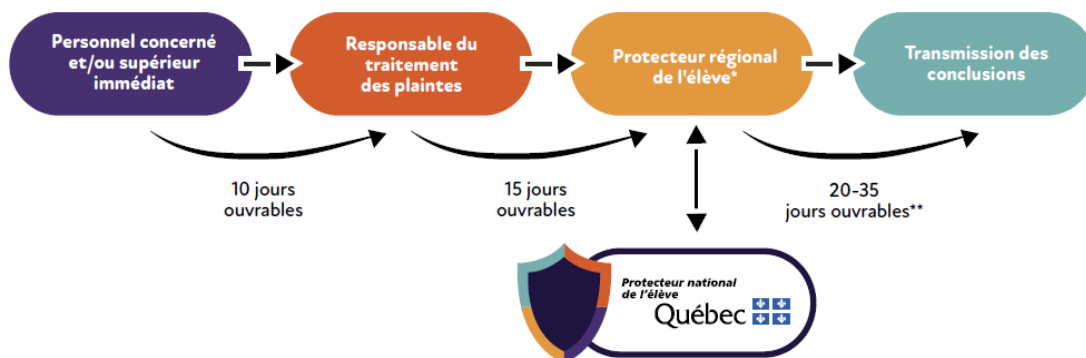 Personnel concerné
et/ou supérieur
immédiat
Responsable du
traitement
des plaintes
Protecteur régional
de l'élève*
Transmission des
conclusions
10 jours
ouvrables
15 jours
ouvrables
20-35
jours ouvrables**
Protecteur national
de l'élève
Québec